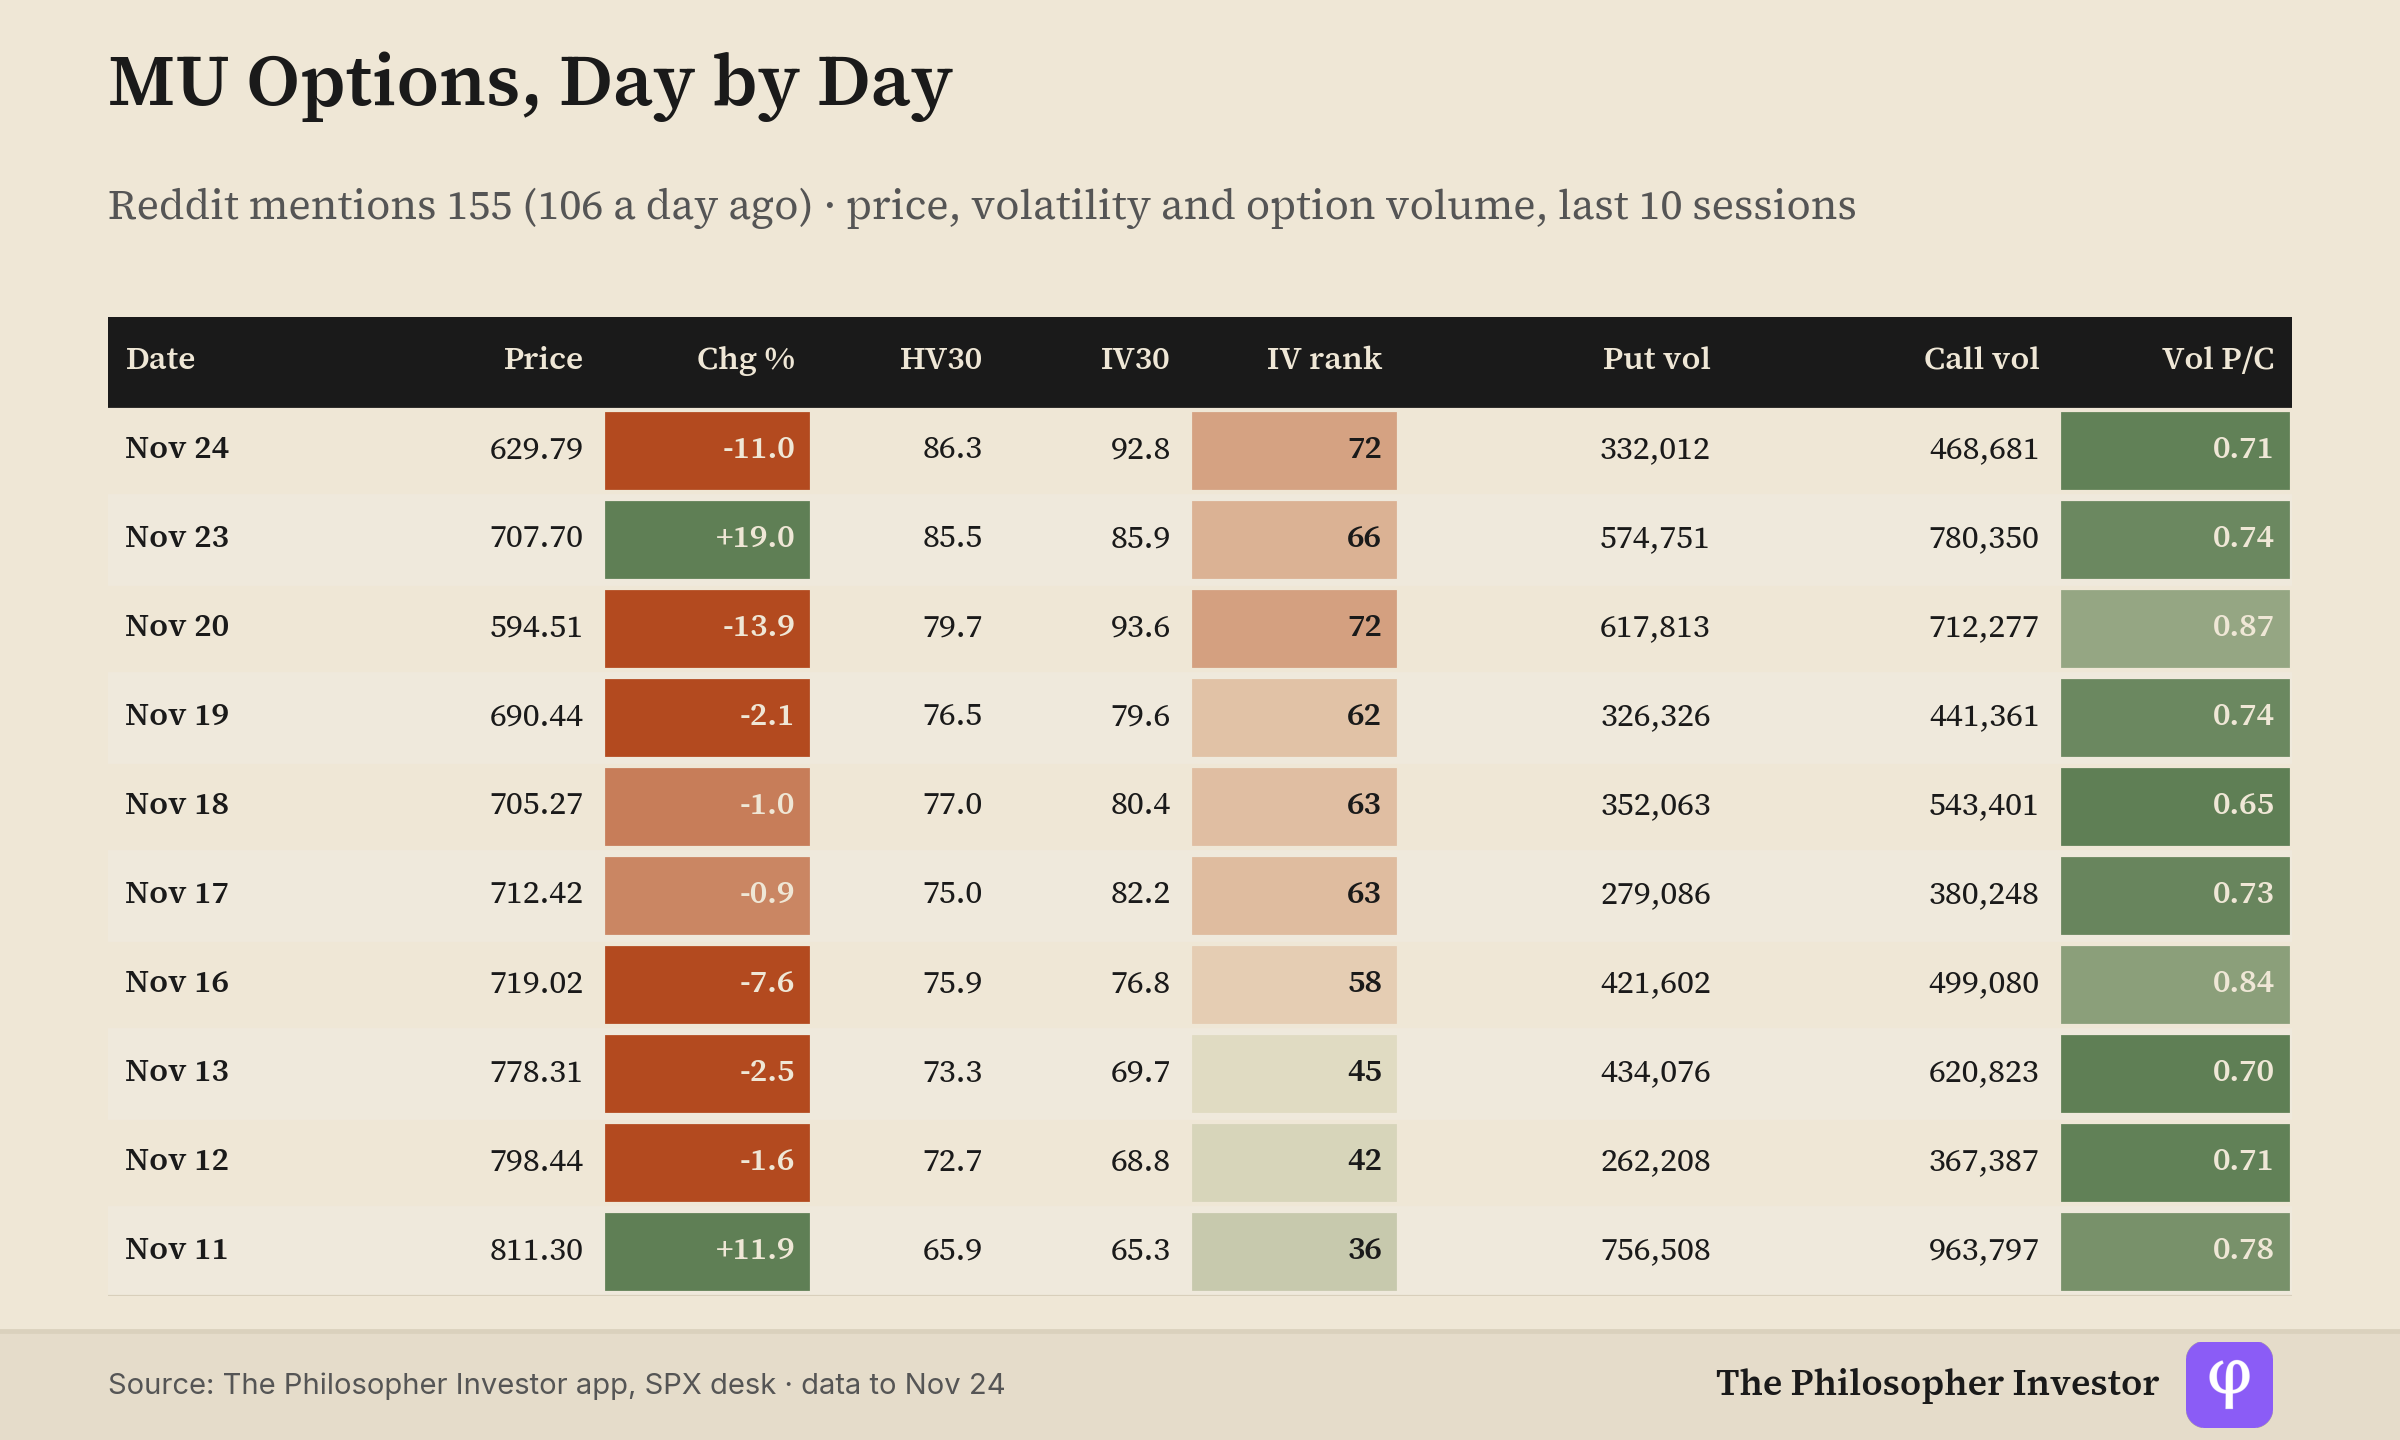 MU Options, Day by Day
Reddit mentions 155 (106 a day ago) · price, volatility and option volume, last 10 sessions
Date Price Chg % HV30 IV30 IV rank Put vol Call vol Vol P/C
Nov 24 629.79 -11.0 86.3 92.8 72 332,012 468,681 0.71
Nov 23 707.70 +19.0 85.5 85.9 66 574,751 780,350 0.74
Nov 20 594.51 -13.9 79.7 93.6 72 617,813 712,277 0.87
Nov 19 690.44 -2.1 76.5 79.6 62 326,326 441,361 0.74
Nov 18 705.27 -1.0 77.0 80.4 63 352,063 543,401 0.65
Nov 17 712.42 -0.9 75.0 82.2 63 279,086 380,248 0.73
Nov 16 719.02 -7.6 75.9 76.8 58 421,602 499,080 0.84
Nov 13 778.31 -2.5 73.3 69.7 45 434,076 620,823 0.70
Nov 12 798.44 -1.6 72.7 68.8 42 262,208 367,387 0.71
Nov 11 811.30 +11.9 65.9 65.3 36 756,508 963,797 0.78
Source: The Philosopher Investor app, SPX desk · data to Nov 24
The Philosopher Investor φ